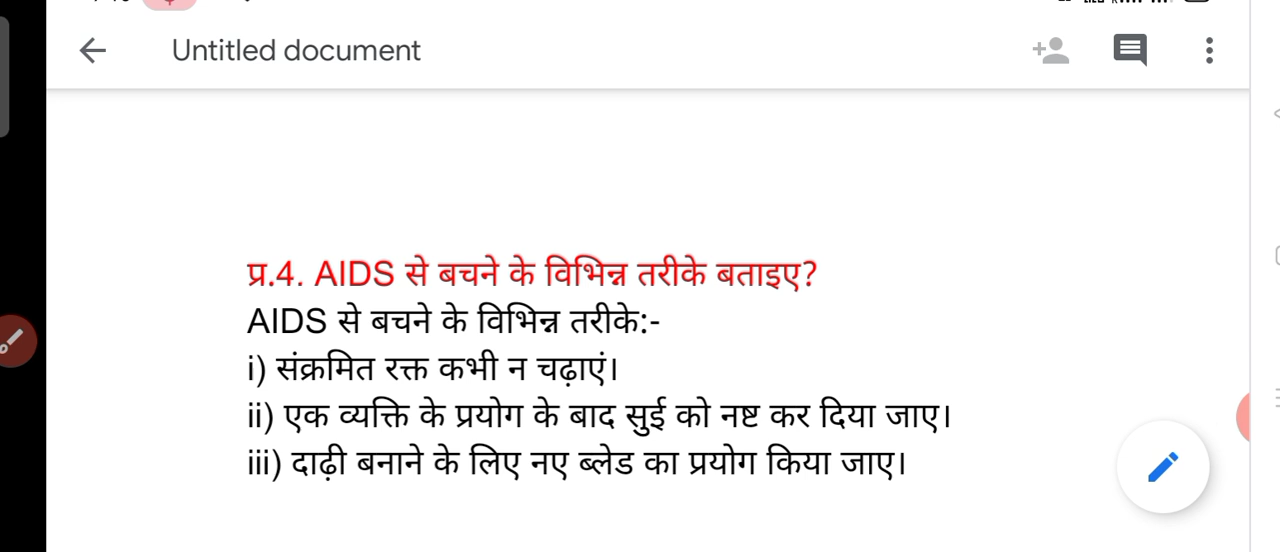 Untitled document
प्र.4. AIDS से बचने के विभिन्न तरीके बताइए?
AIDS से बचने के विभिन्न तरीके:-
i) संक्रमित रक्त कभी न चढ़ाएं।
ii) एक व्यक्ति के प्रयोग के बाद सुई को नष्ट कर दिया जाए।
iii) दाढ़ी बनाने के लिए नए ब्लेड का प्रयोग किया जाए।